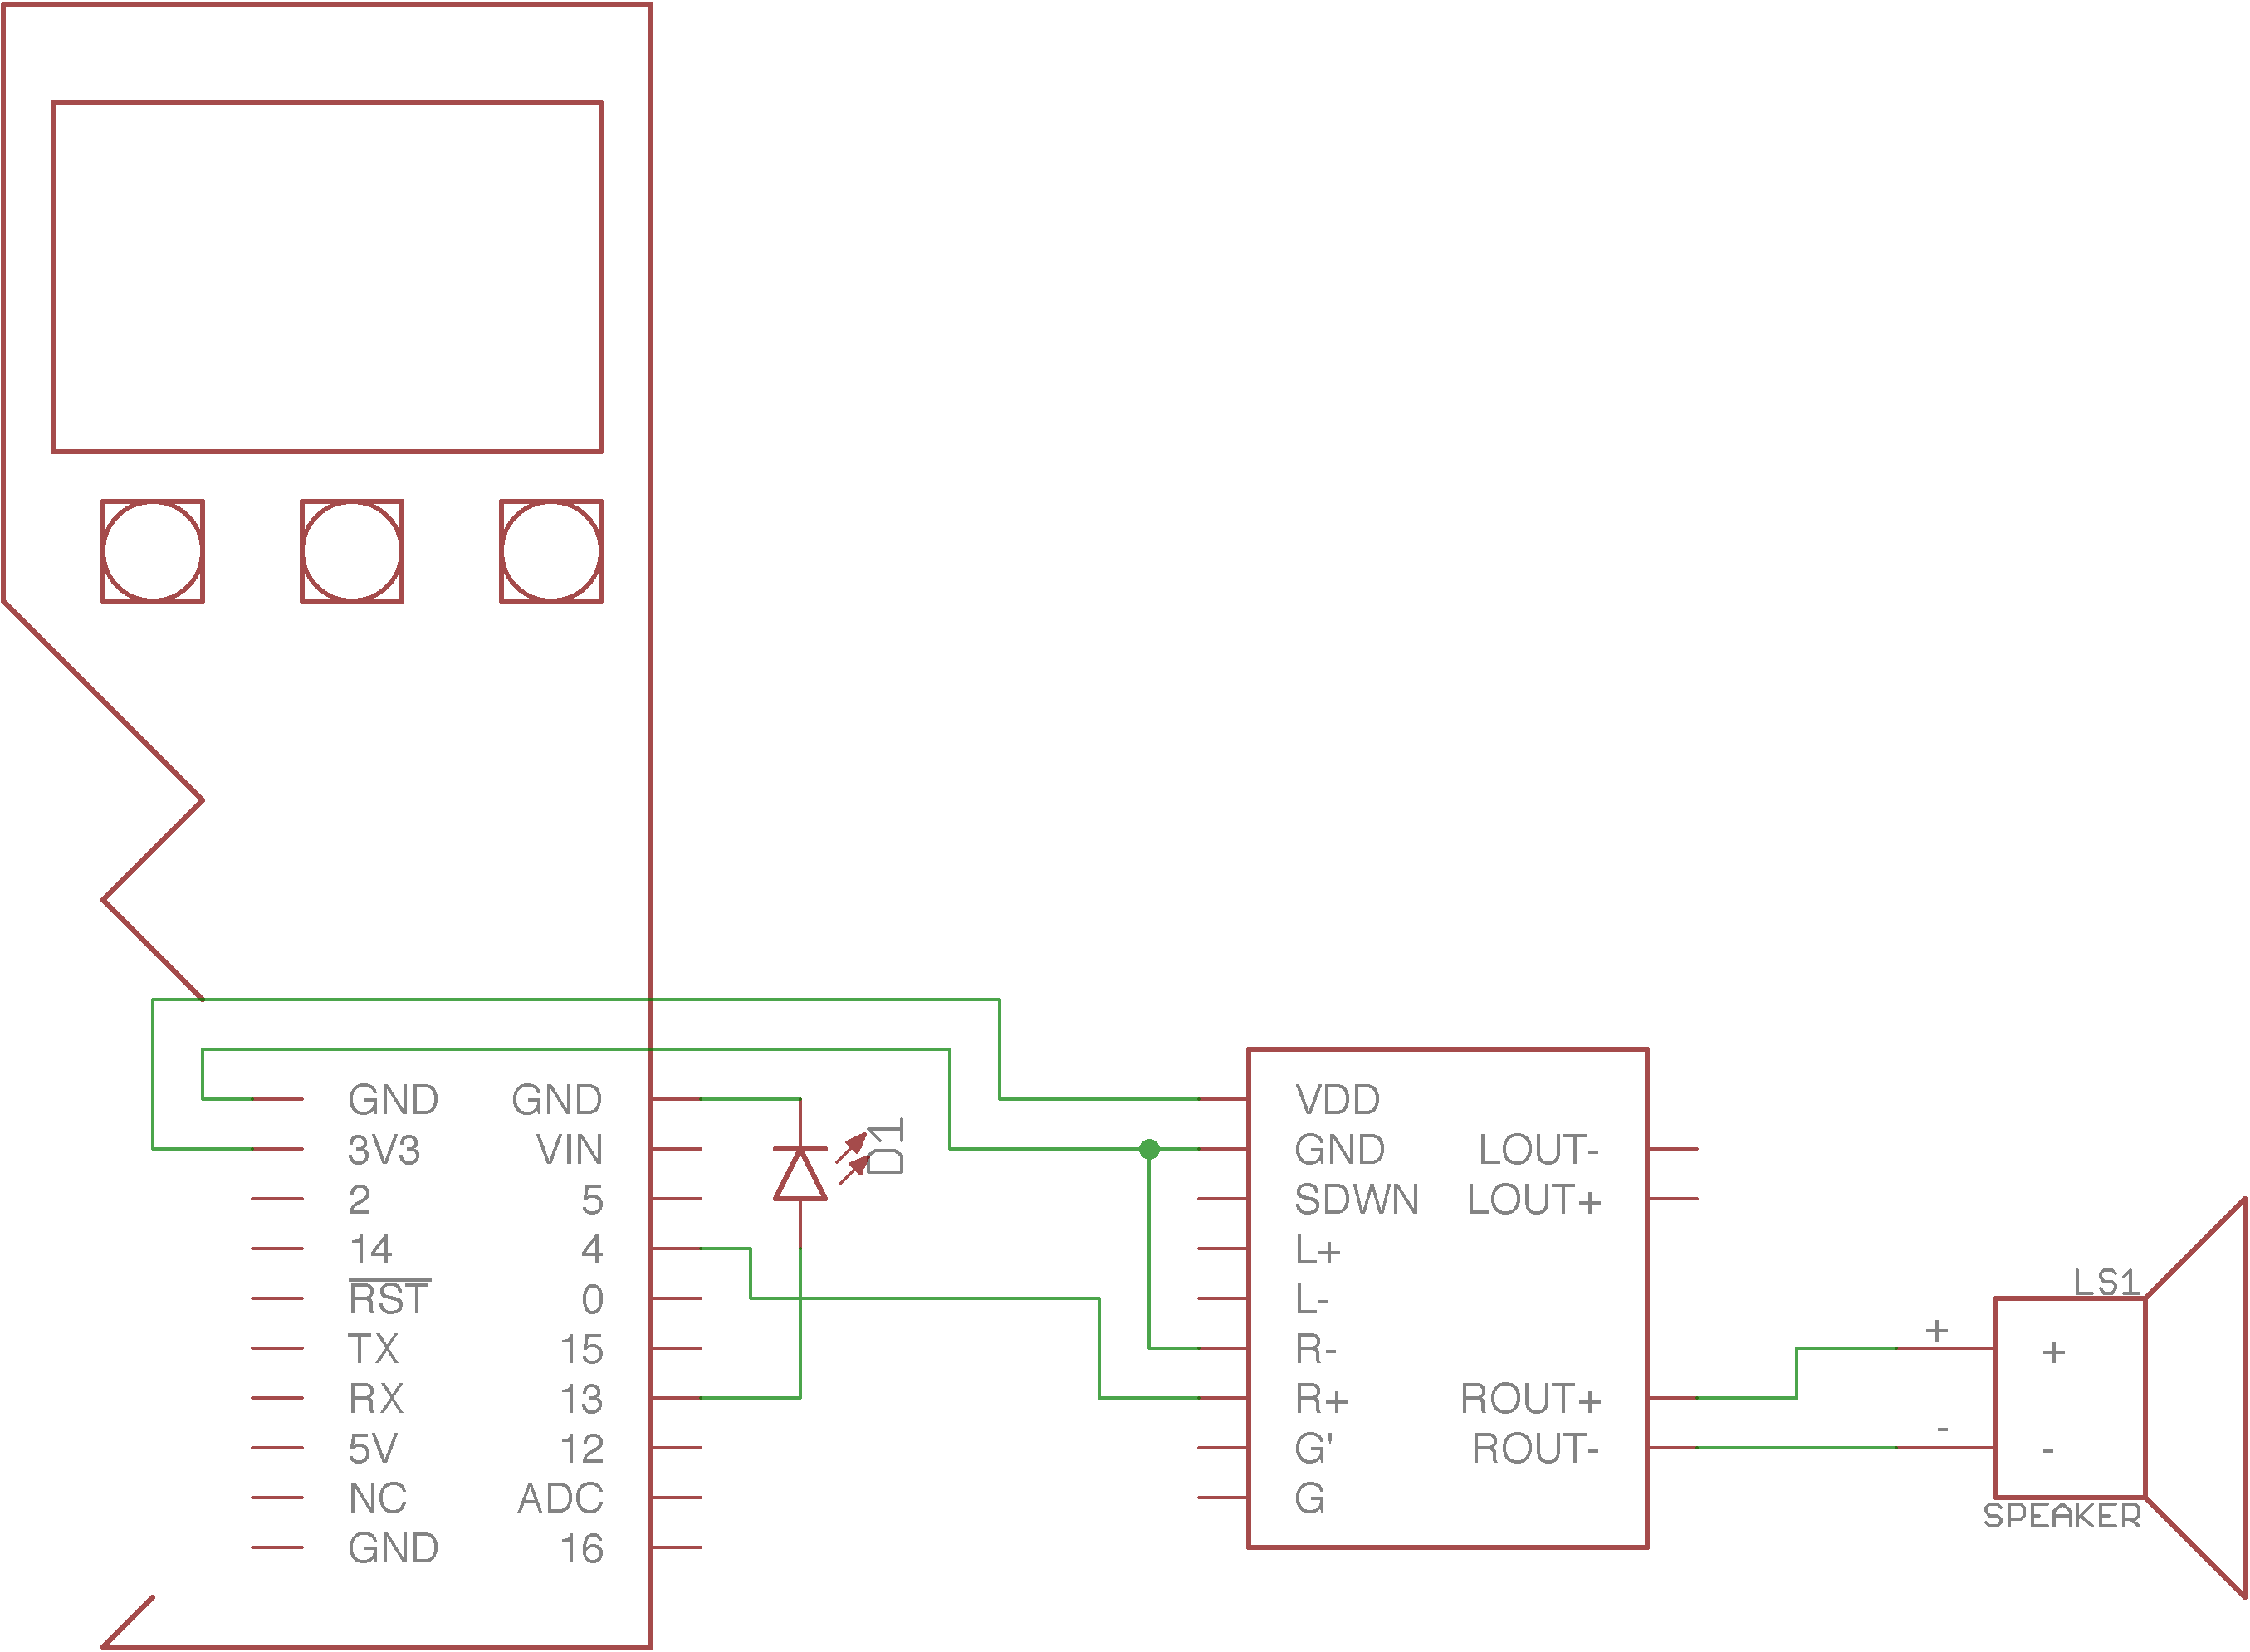 GND GND
3V3 VIN
2 5
14 4
RST 0
TX 15
RX 13
5V 12
NC ADC
GND 16
D1
VDD
GND LOUT-
SDWN LOUT+
L+
L-
R-
R+ ROUT+
G' ROUT-
G
LS1
+ +
- -
SPEAKER